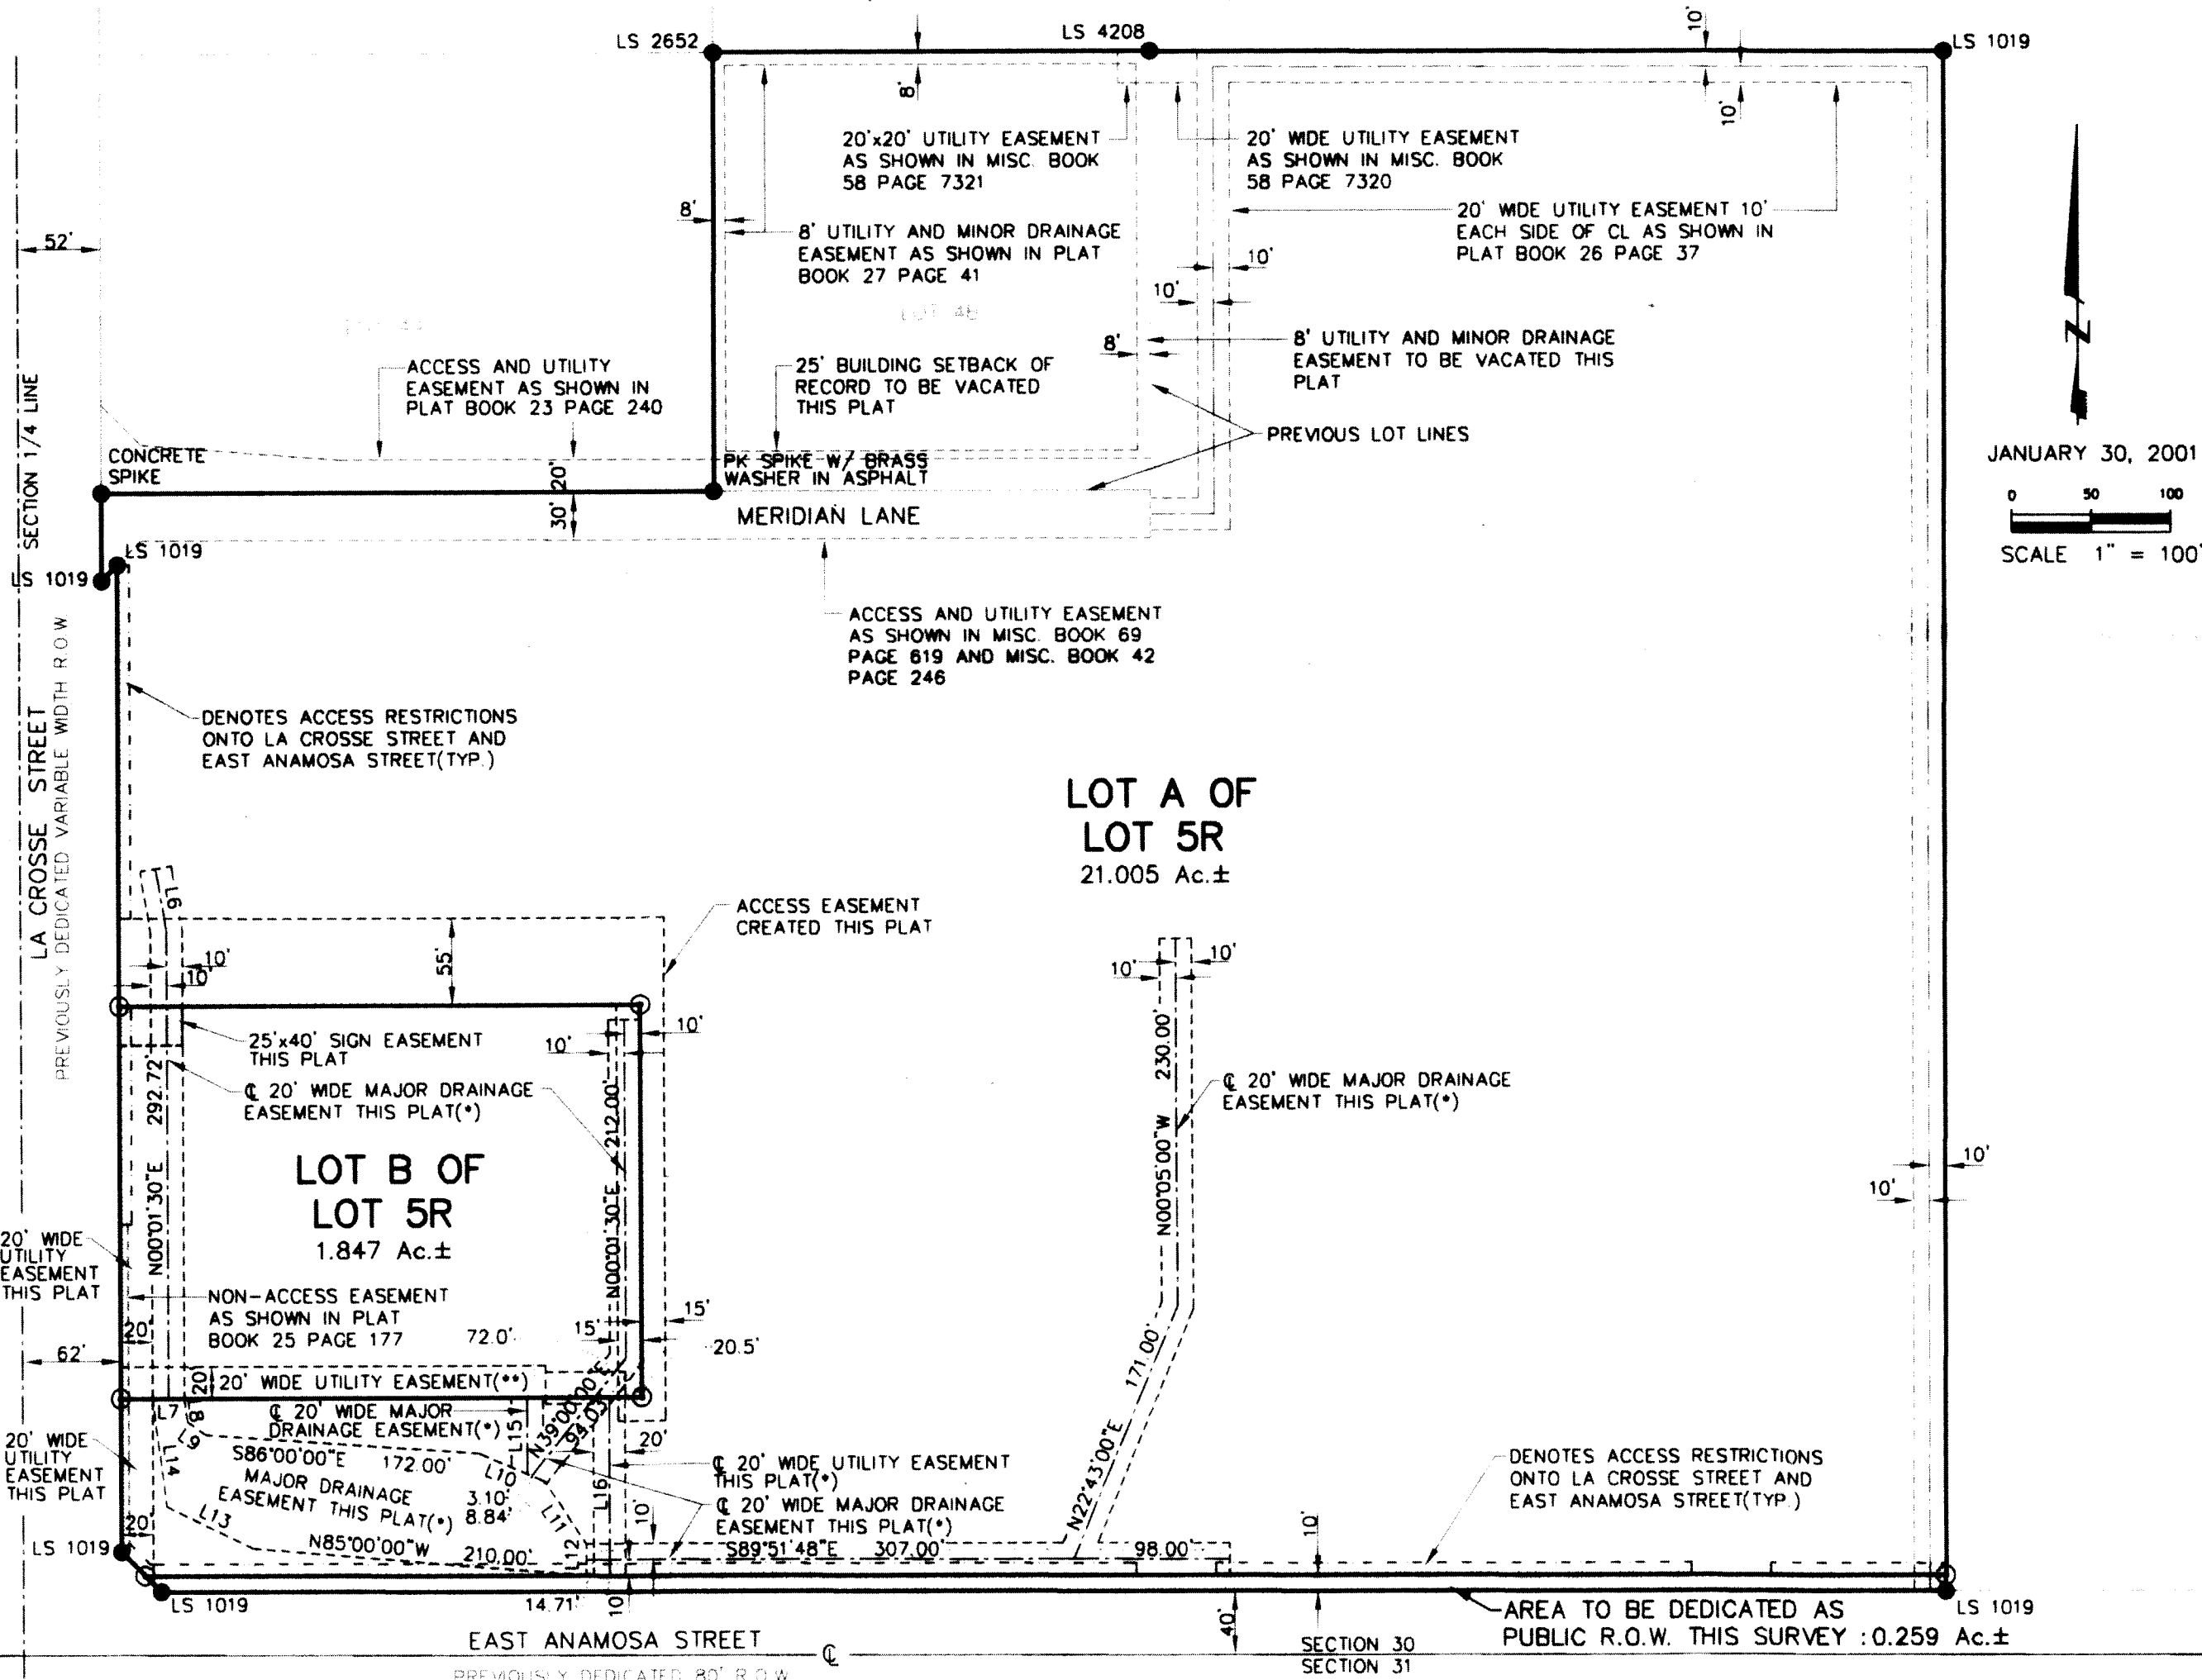 LS 2652
LS 4208
10'
LS 1019
8'
10'
20'x20' UTILITY EASEMENT
AS SHOWN IN MISC. BOOK
58 PAGE 7321
20' WIDE UTILITY EASEMENT
AS SHOWN IN MISC. BOOK
58 PAGE 7320
8'
8' UTILITY AND MINOR DRAINAGE
EASEMENT AS SHOWN IN PLAT
BOOK 27 PAGE 41
20' WIDE UTILITY EASEMENT 10'
EACH SIDE OF CL AS SHOWN IN
PLAT BOOK 26 PAGE 37
52'
10'
10'
N
LOT 4B
8'
8' UTILITY AND MINOR DRAINAGE
EASEMENT TO BE VACATED THIS
PLAT
ACCESS AND UTILITY
EASEMENT AS SHOWN IN
PLAT BOOK 23 PAGE 240
25' BUILDING SETBACK OF
RECORD TO BE VACATED
THIS PLAT
PREVIOUS LOT LINES
JANUARY 30, 2001
0 50 100
SCALE 1" = 100'
SECTION 1/4 LINE
CONCRETE
SPIKE
20'
PK SPIKE W/ BRASS
WASHER IN ASPHALT
30'
MERIDIAN LANE
LS 1019
LS 1019
ACCESS AND UTILITY EASEMENT
AS SHOWN IN MISC. BOOK 69
PAGE 619 AND MISC. BOOK 42
PAGE 246
LA CROSSE STREET
PREVIOUSLY DEDICATED VARIABLE WIDTH R.O.W.
DENOTES ACCESS RESTRICTIONS
ONTO LA CROSSE STREET AND
EAST ANAMOSA STREET(TYP.)
LOT A OF
LOT 5R
21.005 Ac.±
L6
ACCESS EASEMENT
CREATED THIS PLAT
55'
10'
10'
10'
10'
25'x40' SIGN EASEMENT
THIS PLAT
10'
10'
℄ 20' WIDE MAJOR DRAINAGE
EASEMENT THIS PLAT(*)
N00°01'30"E 292.72'
N00°01'30"E 212.00'
N00°05'00"W 230.00'
℄ 20' WIDE MAJOR DRAINAGE
EASEMENT THIS PLAT(*)
LOT B OF
LOT 5R
1.847 Ac.±
10'
10'
20' WIDE
UTILITY
EASEMENT
THIS PLAT
NON-ACCESS EASEMENT
AS SHOWN IN PLAT
BOOK 25 PAGE 177
72.0'
15'
15'
20.5'
20'
62'
20'
20' WIDE UTILITY EASEMENT(**)
L7
L8
L9
℄ 20' WIDE MAJOR
DRAINAGE EASEMENT(*)
L15
N39°00'00"E
94.03'
171.00'
N22°43'00"E
20' WIDE
UTILITY
EASEMENT
THIS PLAT
L14
S86°00'00"E 172.00'
L10
20'
MAJOR DRAINAGE
EASEMENT THIS PLAT(*)
3.10'
8.84'
L11
L16
℄ 20' WIDE UTILITY EASEMENT
THIS PLAT(*)
℄ 20' WIDE MAJOR DRAINAGE
EASEMENT THIS PLAT(*)
DENOTES ACCESS RESTRICTIONS
ONTO LA CROSSE STREET AND
EAST ANAMOSA STREET(TYP.)
L13
20'
10'
10'
LS 1019
N85°00'00"W 210.00'
L12
S89°51'48"E 307.00'
98.00'
LS 1019
14.71'
10'
40'
AREA TO BE DEDICATED AS
PUBLIC R.O.W. THIS SURVEY : 0.259 Ac.±
LS 1019
EAST ANAMOSA STREET
℄
SECTION 30
SECTION 31
PREVIOUSLY DEDICATED 80' R.O.W.